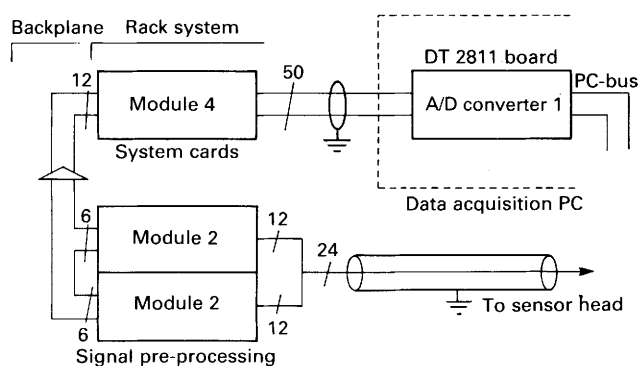 Backplane Rack system
DT 2811 board
PC-bus
12
50
Module 4
A/D converter 1
System cards
Data acquisition PC
6
12
Module 2
24
Module 2
6
12
To sensor head
Signal pre-processing